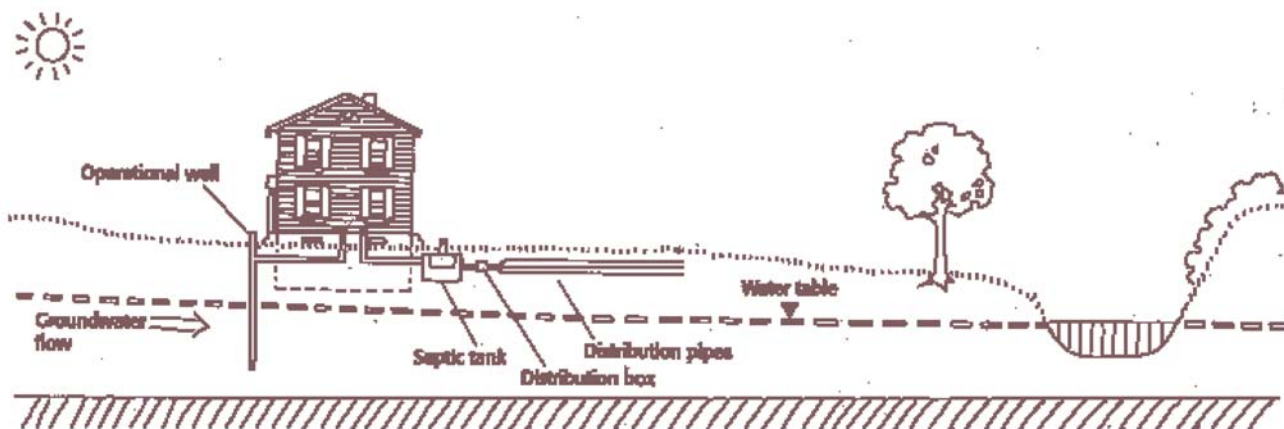 Operational well
Groundwater
flow
Septic tank
Distribution box
Distribution pipes
Water table